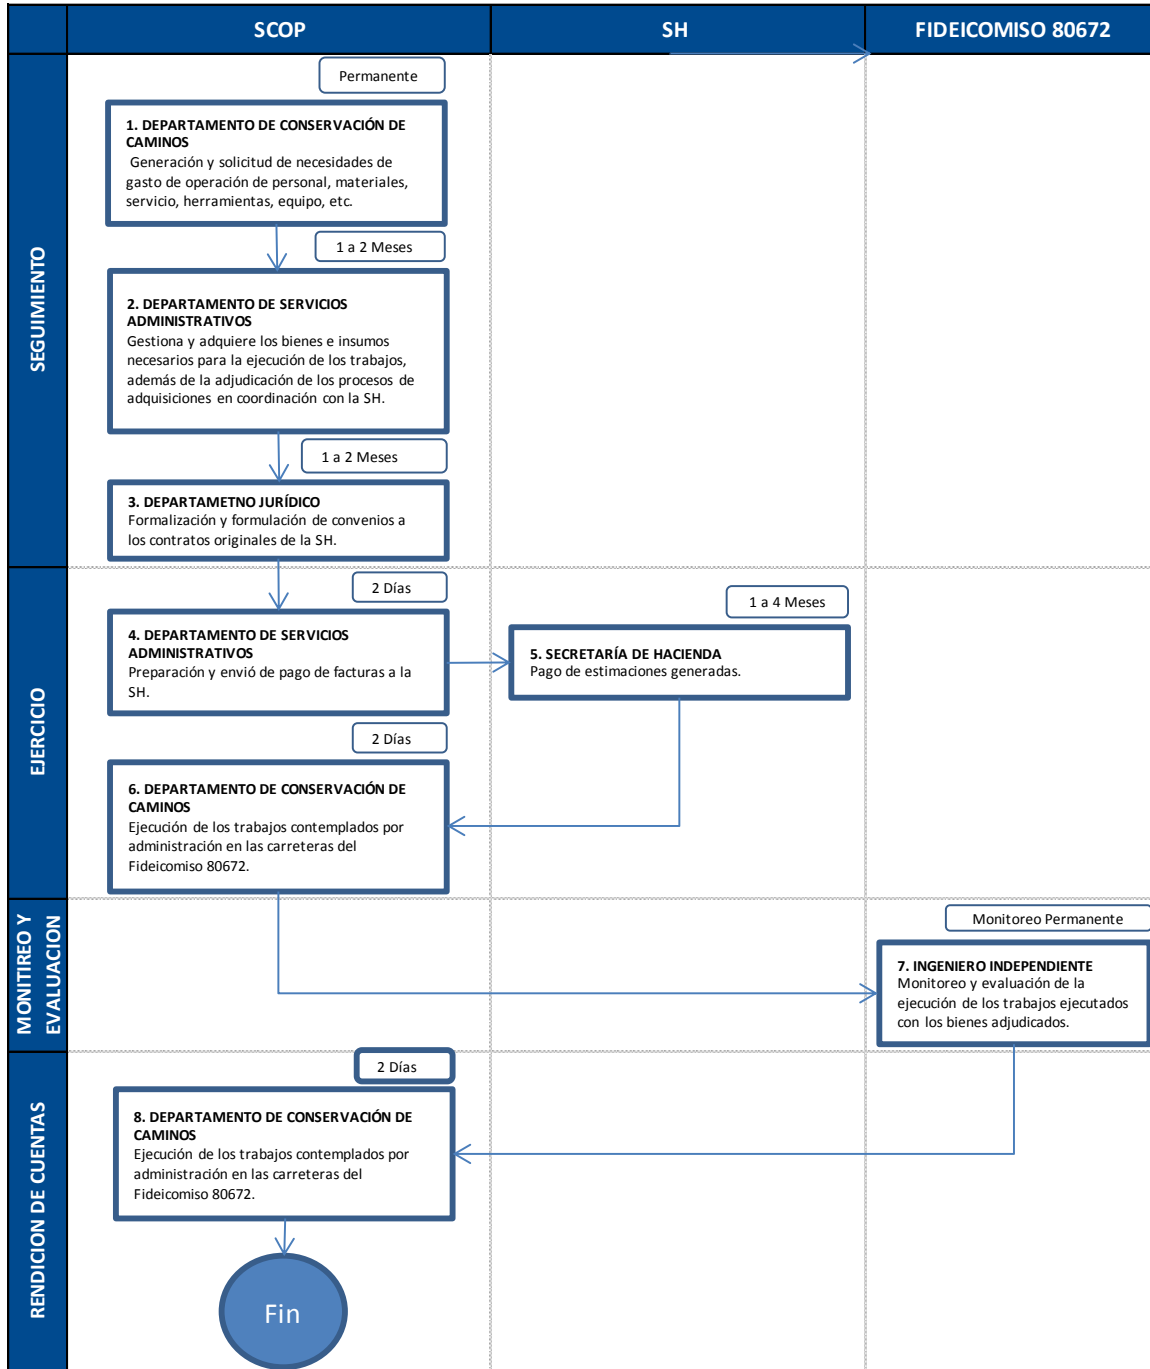 SCOP
SH
FIDEICOMISO 80672
SEGUIMIENTO
Permanente
1. DEPARTAMENTO DE CONSERVACIÓN DE
CAMINOS
Generación y solicitud de necesidades de
gasto de operación de personal, materiales,
servicio, herramientas, equipo, etc.
1 a 2 Meses
2. DEPARTAMENTO DE SERVICIOS
ADMINISTRATIVOS
Gestiona y adquiere los bienes e insumos
necesarios para la ejecución de los trabajos,
además de la adjudicación de los procesos de
adquisiciones en coordinación con la SH.
1 a 2 Meses
3. DEPARTAMETNO JURÍDICO
Formalización y formulación de convenios a
los contratos originales de la SH.
EJERCICIO
2 Días
4. DEPARTAMENTO DE SERVICIOS
ADMINISTRATIVOS
Preparación y envió de pago de facturas a la
SH.
1 a 4 Meses
5. SECRETARÍA DE HACIENDA
Pago de estimaciones generadas.
2 Días
6. DEPARTAMENTO DE CONSERVACIÓN DE
CAMINOS
Ejecución de los trabajos contemplados por
administración en las carreteras del
Fideicomiso 80672.
MONITIREO Y
EVALUACION
Monitoreo Permanente
7. INGENIERO INDEPENDIENTE
Monitoreo y evaluación de la
ejecución de los trabajos ejecutados
con los bienes adjudicados.
RENDICION DE CUENTAS
2 Días
8. DEPARTAMENTO DE CONSERVACIÓN DE
CAMINOS
Ejecución de los trabajos contemplados por
administración en las carreteras del
Fideicomiso 80672.
Fin